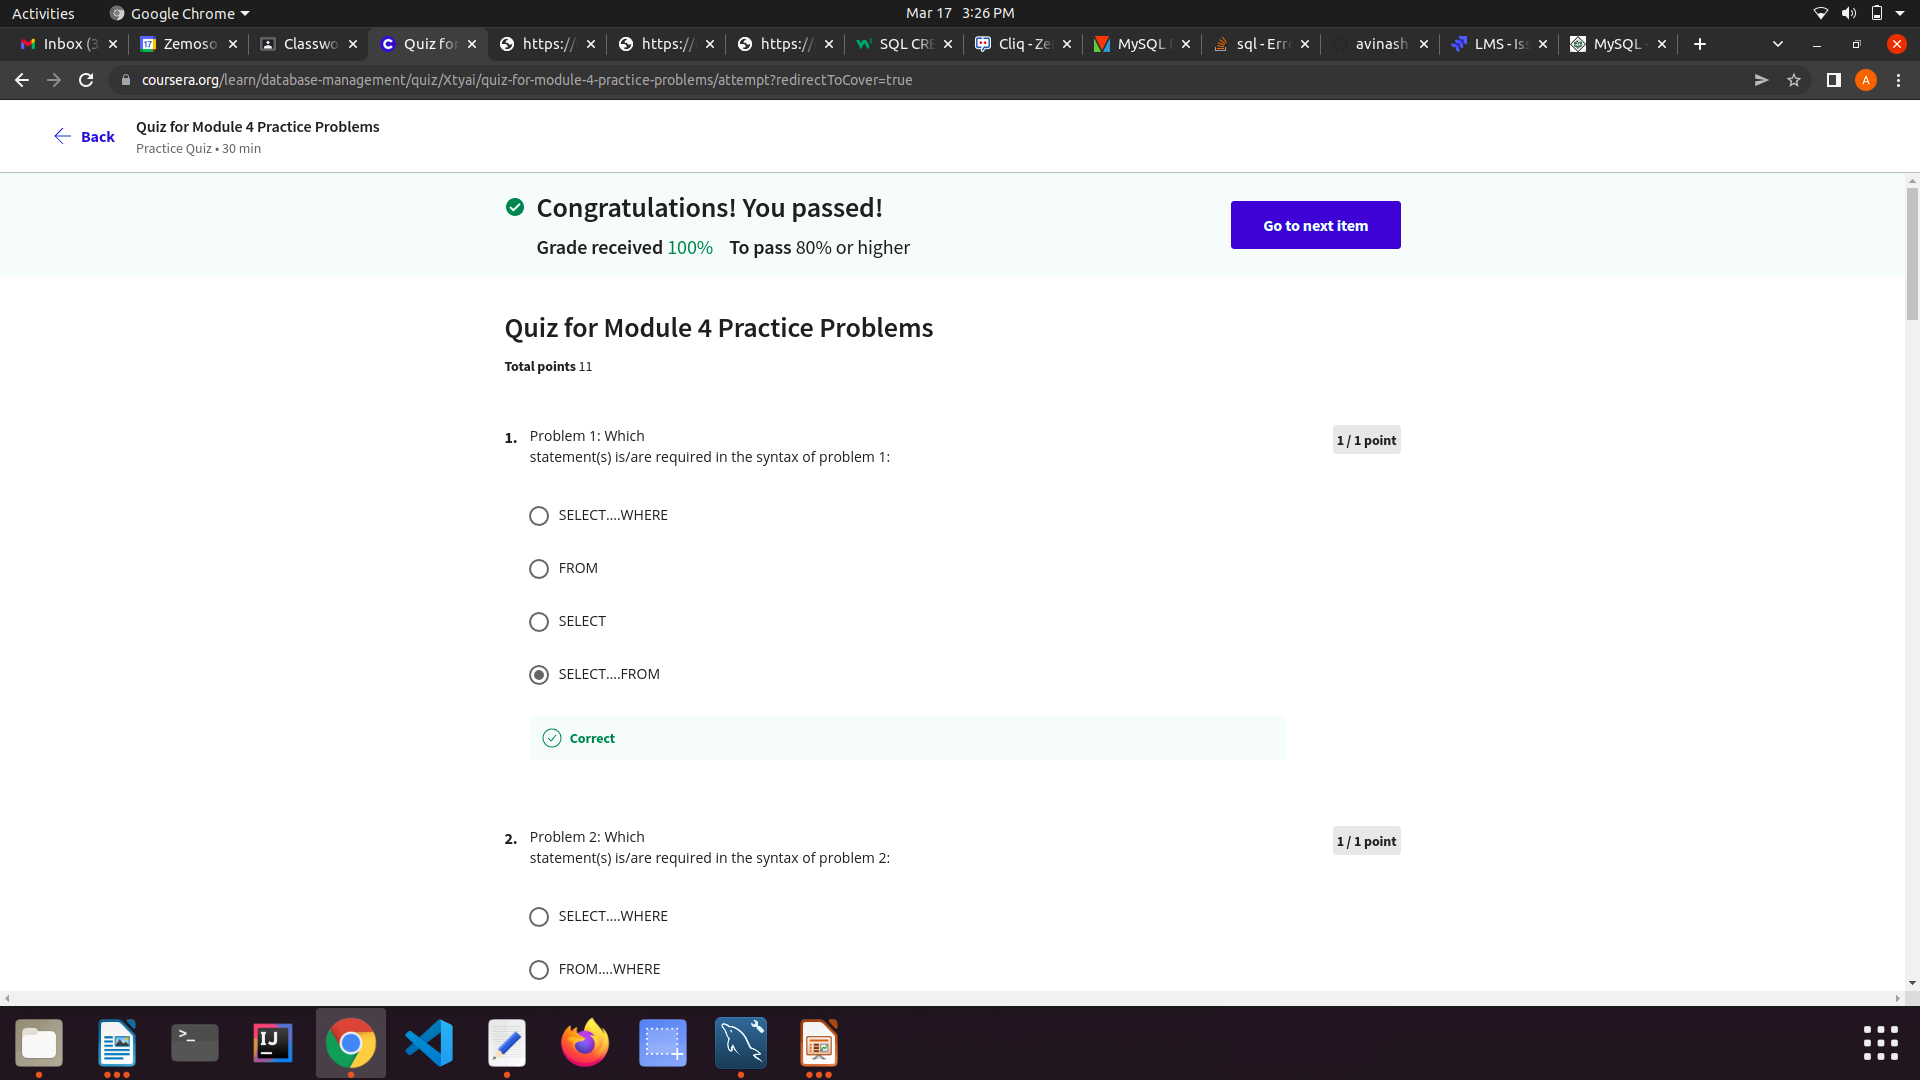 Activities Google Chrome Mar 17 3:26 PM
Inbox (3 Zemoso Classwo Quiz for https:// https:// https:// SQL CRE Cliq - Ze MySQL sql - Erro avinash LMS - Iss MySQL -
coursera.org/learn/database-management/quiz/Xtyai/quiz-for-module-4-practice-problems/attempt?redirectToCover=true A
Back
Quiz for Module 4 Practice Problems
Practice Quiz • 30 min
Congratulations! You passed!
Grade received 100% To pass 80% or higher
Go to next item
Quiz for Module 4 Practice Problems
Total points 11
1. Problem 1: Which
statement(s) is/are required in the syntax of problem 1:
1 / 1 point
SELECT....WHERE
FROM
SELECT
SELECT....FROM
Correct
2. Problem 2: Which
statement(s) is/are required in the syntax of problem 2:
1 / 1 point
SELECT....WHERE
FROM....WHERE